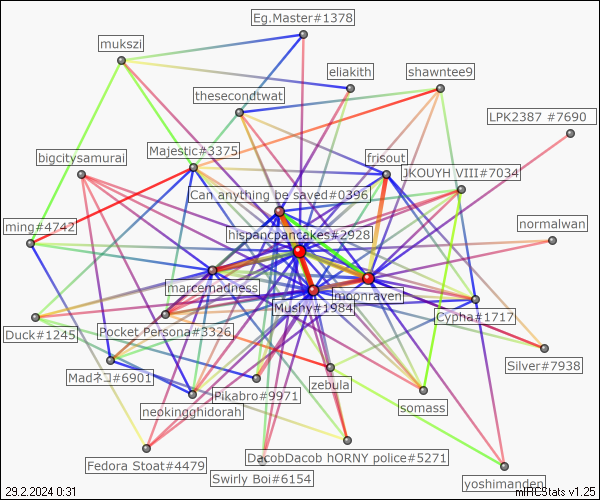 Eg.Master#1378
mukszi
eliakith
shawntee9
thesecondtwat
LPK2387 #7690
Majestic#3375
bigcitysamurai
frisout
JKOUYH VIII#7034
Can anything be saved#0396
ming#4742
hispancpancakes#2928
normalwan
marcemadness
moonraven
Mushy#1984
Cypha#1717
Duck#1245
Pocket Persona#3326
Silver#7938
Madネコ#6901
zebula
Pikabro#9971
somass
neokingghidorah
DacobDacob hORNY police#5271
Fedora Stoat#4479
Swirly Boi#6154
yoshimanden
29.2.2024 0:31
mIRCStats v1.25